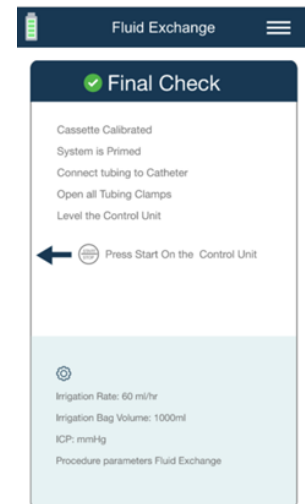 Fluid Exchange
Final Check
Cassette Calibrated
System is Primed
Connect tubing to Catheter
Open all Tubing Clamps
Level the Control Unit
Press Start On the Control Unit
Irrigation Rate: 60 ml/hr
Irrigation Bag Volume: 1000ml
ICP: mmHg
Procedure parameters Fluid Exchange